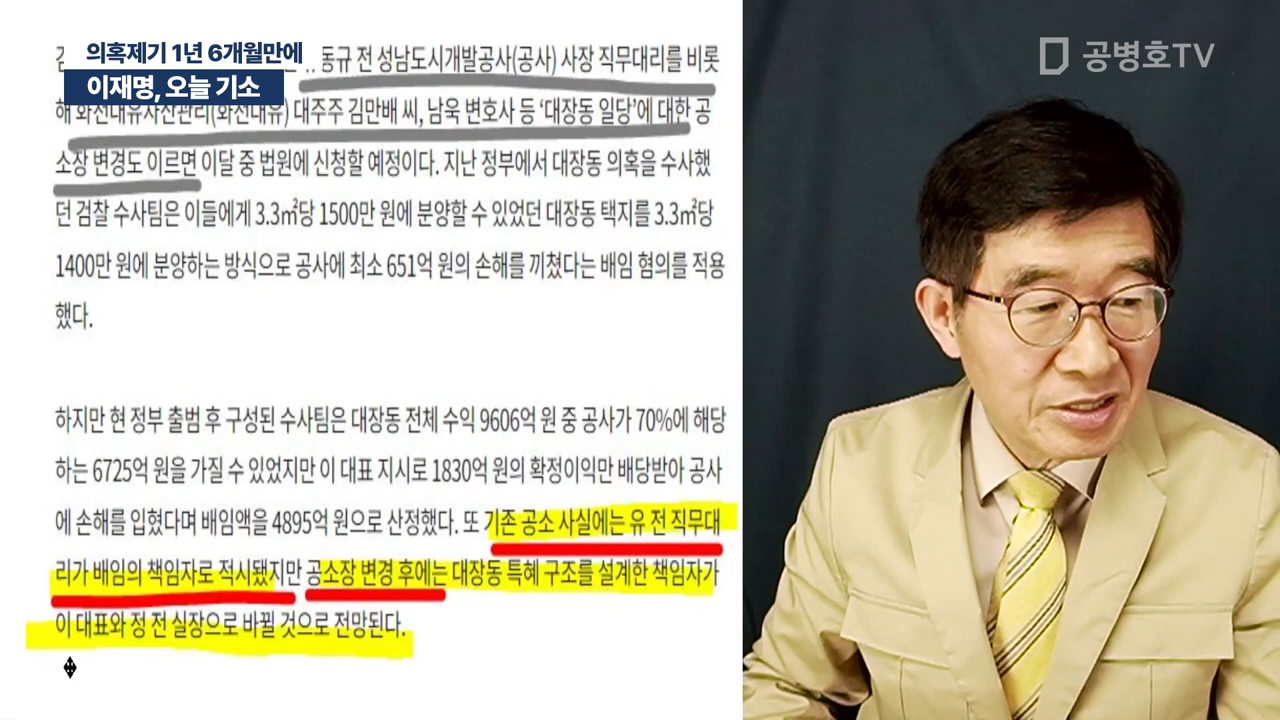 의혹제기 1년 6개월만에
이재명, 오늘 기소
공병호TV
동규 전 성남도시개발공사(공사) 사장 직무대리를 비롯
해 화천대유자산관리(화천대유) 대주주 김만배 씨, 남욱 변호사 등 ‘대장동 일당’에 대한 공
소장 변경도 이르면 이달 중 법원에 신청할 예정이다. 지난 정부에서 대장동 의혹을 수사했
던 검찰 수사팀은 이들에게 3.3㎡당 1500만 원에 분양할 수 있었던 대장동 택지를 3.3㎡당
1400만 원에 분양하는 방식으로 공사에 최소 651억 원의 손해를 끼쳤다는 배임 혐의를 적용
했다.
하지만 현 정부 출범 후 구성된 수사팀은 대장동 전체 수익 9606억 원 중 공사가 70%에 해당
하는 6725억 원을 가질 수 있었지만 이 대표 지시로 1830억 원의 확정이익만 배당받아 공사
에 손해를 입혔다며 배임액을 4895억 원으로 산정했다. 또 기존 공소 사실에는 유 전 직무대
리가 배임의 책임자로 적시됐지만 공소장 변경 후에는 대장동 특혜 구조를 설계한 책임자가
이 대표와 정 전 실장으로 바뀔 것으로 전망된다.